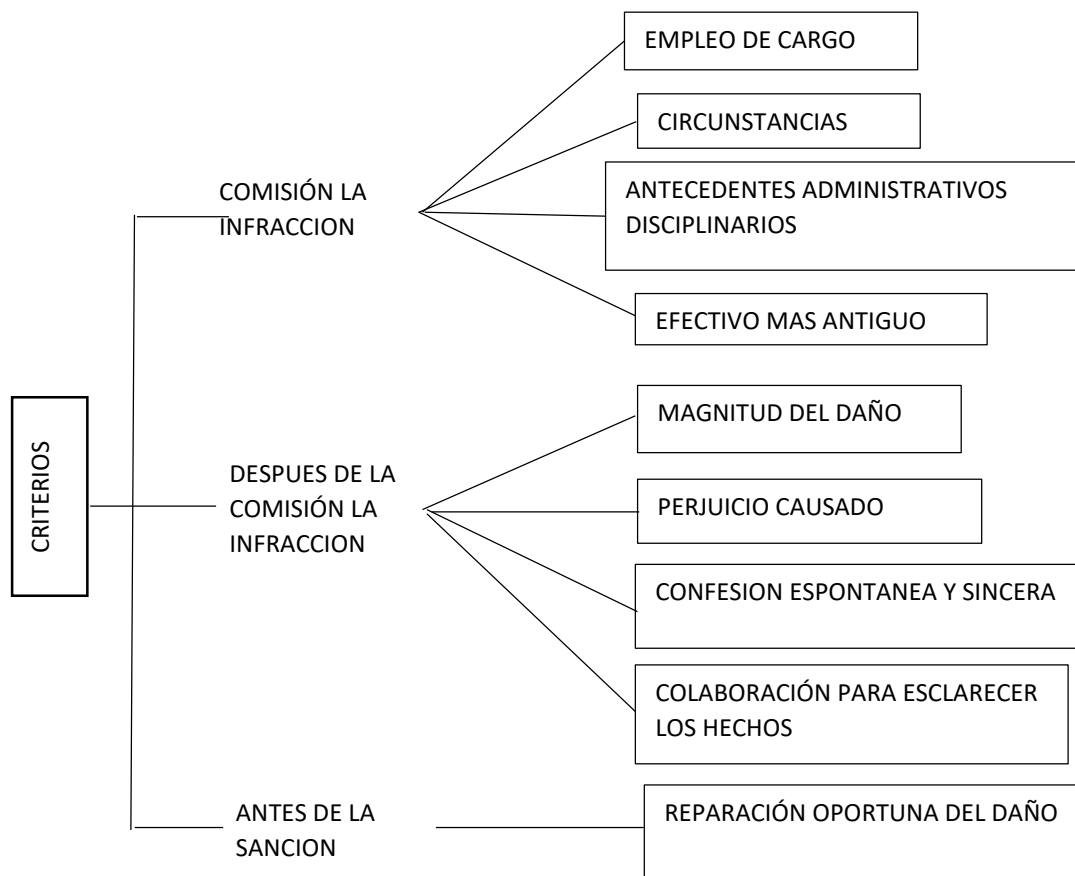 CRITERIOS
COMISIÓN LA
INFRACCION
EMPLEO DE CARGO
CIRCUNSTANCIAS
ANTECEDENTES ADMINISTRATIVOS
DISCIPLINARIOS
EFECTIVO MAS ANTIGUO
DESPUES DE LA
COMISIÓN LA
INFRACCION
MAGNITUD DEL DAÑO
PERJUICIO CAUSADO
CONFESION ESPONTANEA Y SINCERA
COLABORACIÓN PARA ESCLARECER
LOS HECHOS
ANTES DE LA
SANCION
REPARACIÓN OPORTUNA DEL DAÑO